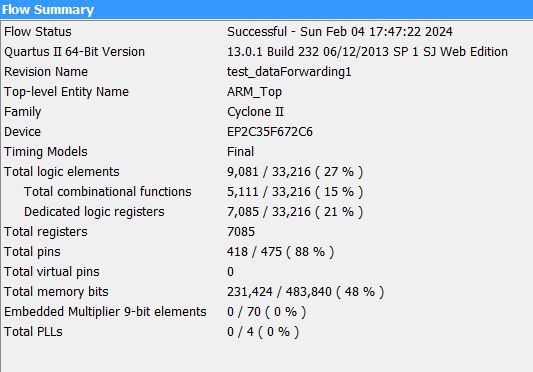 Flow Summary
Flow Status Successful - Sun Feb 04 17:47:22 2024
Quartus II 64-Bit Version 13.0.1 Build 232 06/12/2013 SP 1 SJ Web Edition
Revision Name test_dataForwarding1
Top-level Entity Name ARM_Top
Family Cyclone II
Device EP2C35F672C6
Timing Models Final
Total logic elements 9,081 / 33,216 ( 27 % )
Total combinational functions 5,111 / 33,216 ( 15 % )
Dedicated logic registers 7,085 / 33,216 ( 21 % )
Total registers 7085
Total pins 418 / 475 ( 88 % )
Total virtual pins 0
Total memory bits 231,424 / 483,840 ( 48 % )
Embedded Multiplier 9-bit elements 0 / 70 ( 0 % )
Total PLLs 0 / 4 ( 0 % )